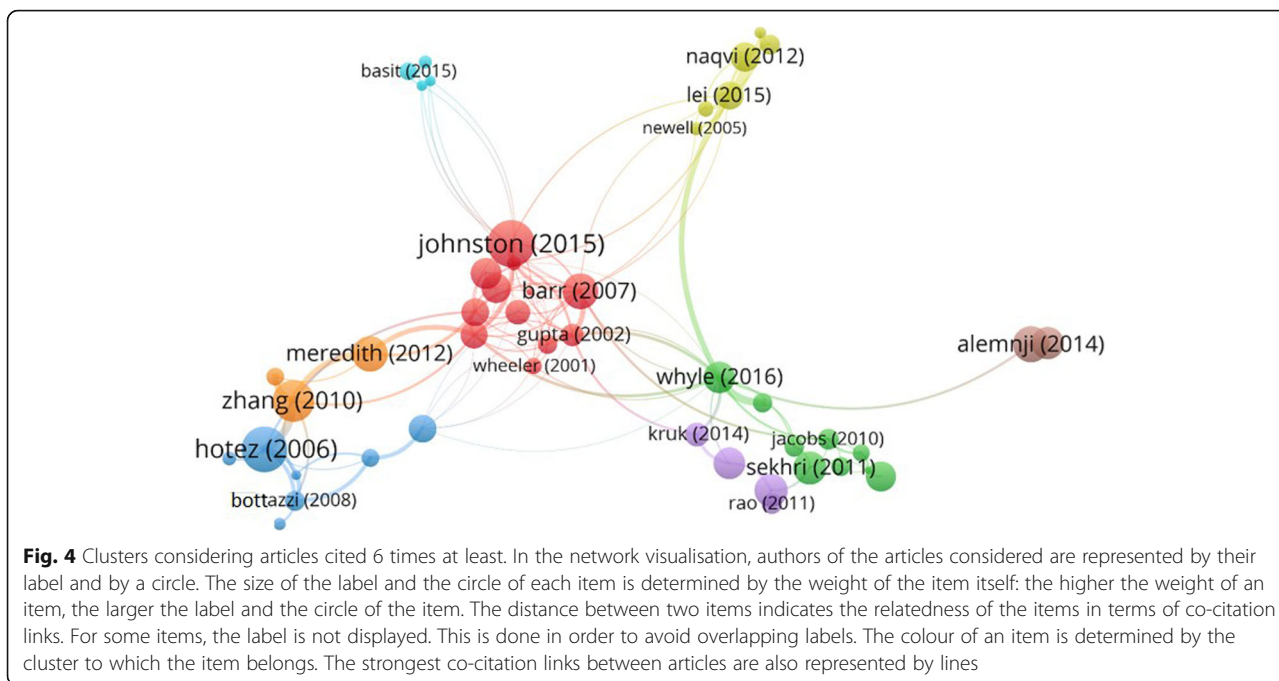 naqvi (2012)
basit (2015)
lei (2015)
newell (2005)
johnston (2015)
barr (2007)
gupta (2002)
alemnji (2014)
meredith (2012)
wheeler (2001)
whyle (2016)
zhang (2010)
kruk (2014)
jacobs (2010)
hotez (2006)
sekhri (2011)
bottazzi (2008)
rao (2011)
Fig. 4 Clusters considering articles cited 6 times at least. In the network visualisation, authors of the articles considered are represented by their
label and by a circle. The size of the label and the circle of each item is determined by the weight of the item itself: the higher the weight of an
item, the larger the label and the circle of the item. The distance between two items indicates the relatedness of the items in terms of co-citation
links. For some items, the label is not displayed. This is done in order to avoid overlapping labels. The colour of an item is determined by the
cluster to which the item belongs. The strongest co-citation links between articles are also represented by lines